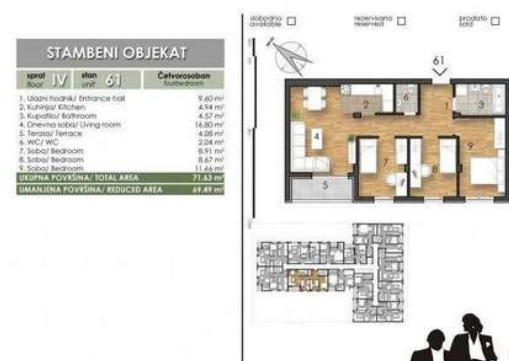 STAMBENI OBJEKAT
sprat floor IV stan unit 61 Četvorosoban fourbedroom
1. Ulazni hodnik/ Entrance hall 9.60 m²
2. Kuhinja/ Kitchen 4.94 m²
3. Kupatilo/ Bathroom 4.57 m²
4. Dnevna soba/ Living room 16.80 m²
5. Terasa/ Terrace 4.08 m²
6. WC/ WC 2.04 m²
7. Soba/ Bedroom 8.91 m²
8. Soba/ Bedroom 8.67 m²
9. Soba/ Bedroom 11.66 m²
UKUPNA POVRŠINA/ TOTAL AREA 71.63 m²
UMANJENA POVRŠINA/ REDUCED AREA 69.49 m²
slobodno rezervisano prodato
available reserved sold
61
2 6 1 3
4
7 8 9
5